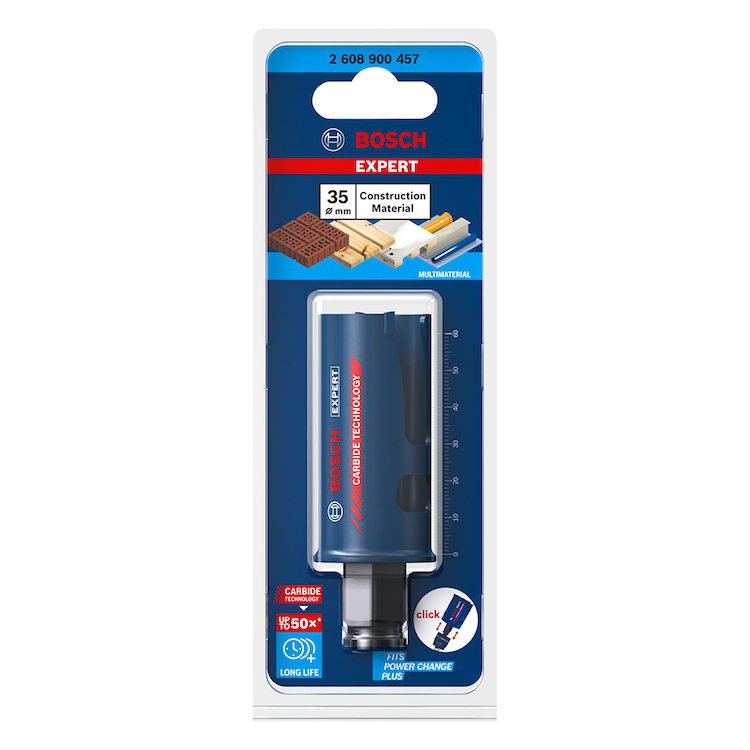 2 608 900 457
BOSCH
EXPERT
35
Ø mm
Construction
Material
MULTIMATERIAL
BOSCH
EXPERT
CARBIDE TECHNOLOGY
60
50
40
30
20
10
0
CARBIDE
TECHNOLOGY
UP
TO 50x*
LONG LIFE
click
FITS
POWER CHANGE
PLUS